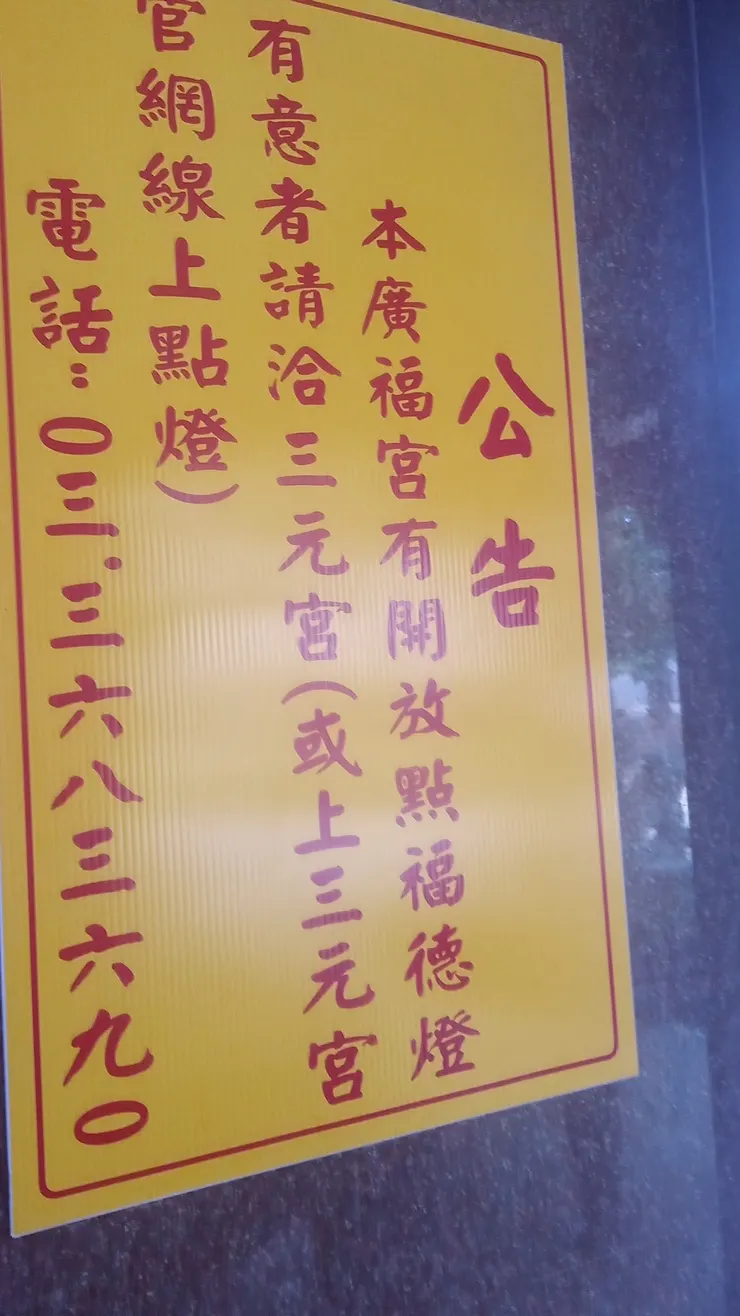 公告
本廣福宮有開放點福德燈
有意者請洽三元宮(或上三元宮
官網線上點燈)
電話:〇三.三六八三六九〇